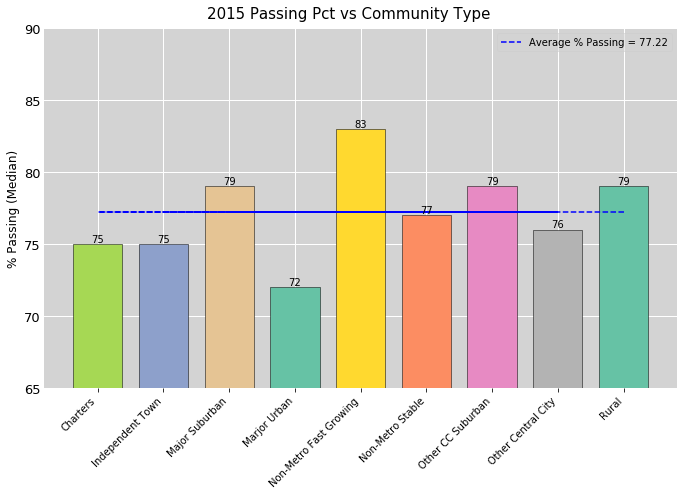 2015 Passing Pct vs Community Type
Average % Passing = 77.22
% Passing (Median)
90
85
80
75
70
65
75
75
79
72
83
77
79
76
79
Charters
Independent Town
Major Suburban
Marjor Urban
Non-Metro Fast Growing
Non-Metro Stable
Other CC Suburban
Other Central City
Rural